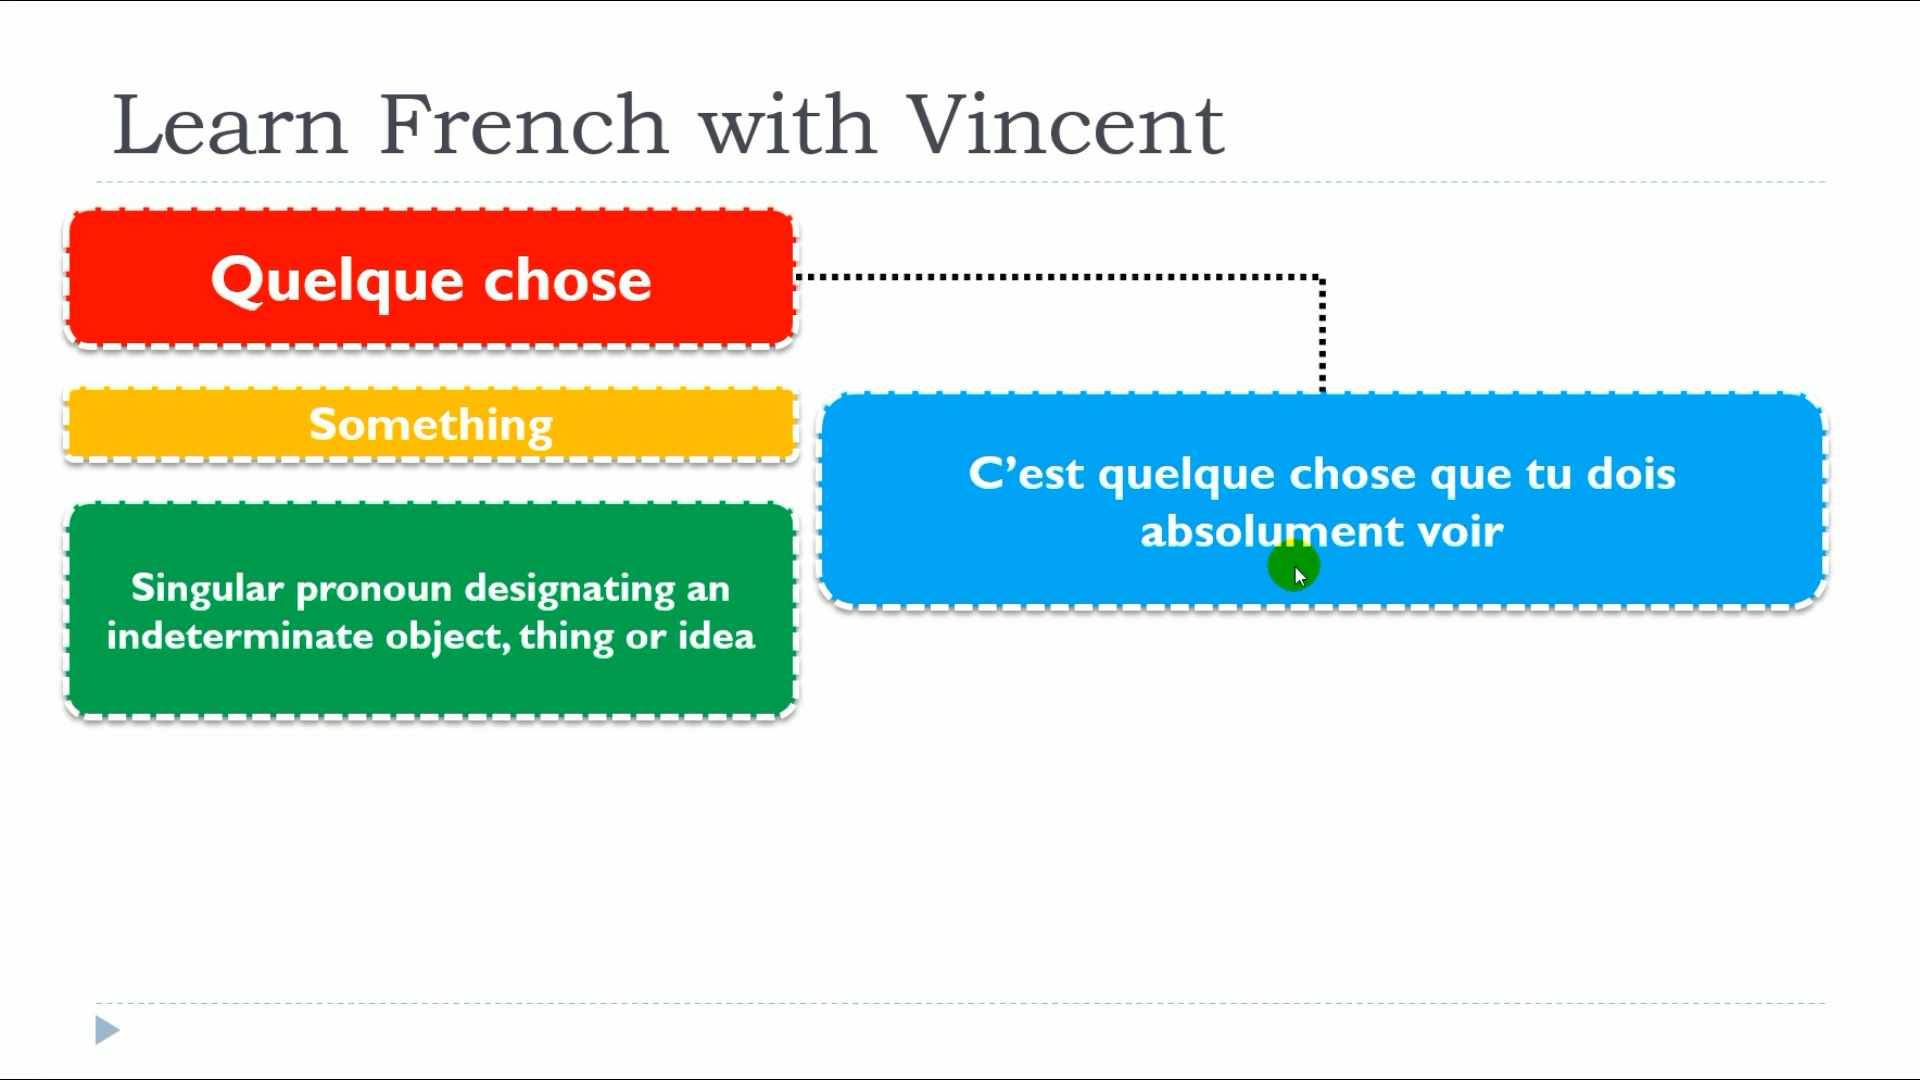 Learn French with Vincent
Quelque chose
Something
Singular pronoun designating an
indeterminate object, thing or idea
C’est quelque chose que tu dois
absolument voir